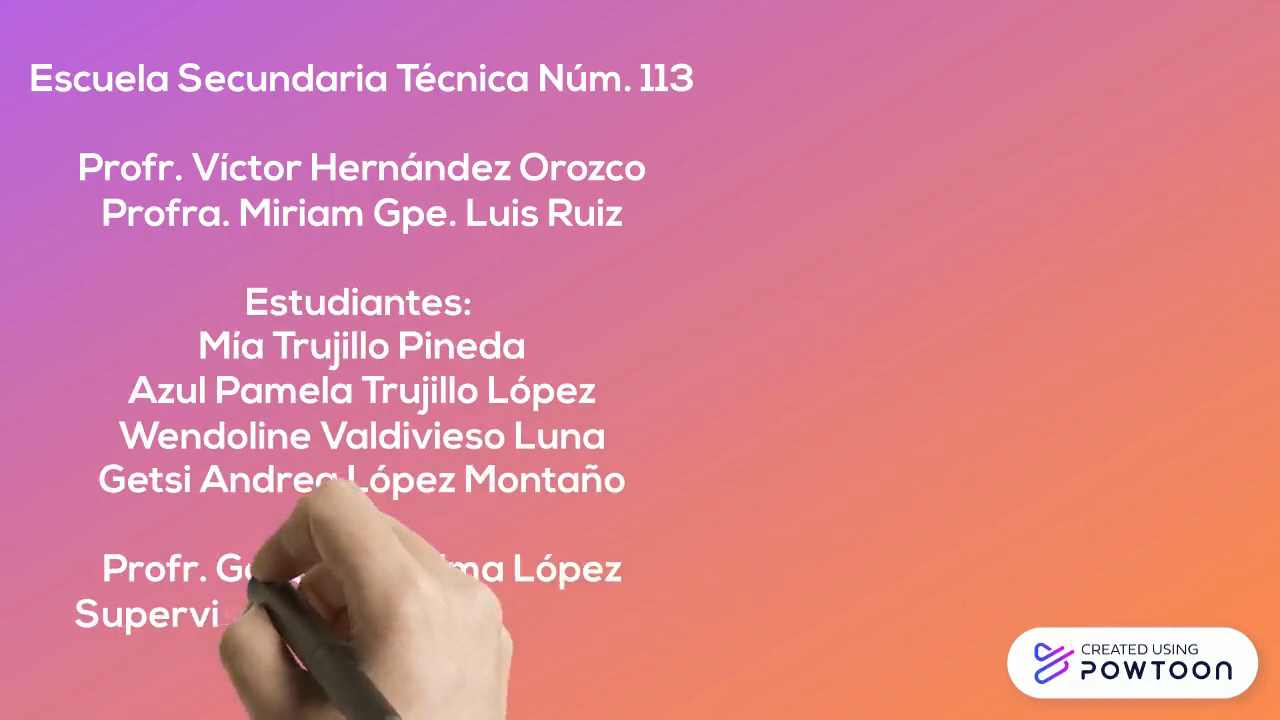 Escuela Secundaria Técnica Núm. 113
Profr. Víctor Hernández Orozco
Profra. Miriam Gpe. Luis Ruiz
Estudiantes:
Mía Trujillo Pineda
Azul Pamela Trujillo López
Wendoline Valdivieso Luna
Getsi Andrea López Montaño
Profr. López
CREATED USING
POWTOON